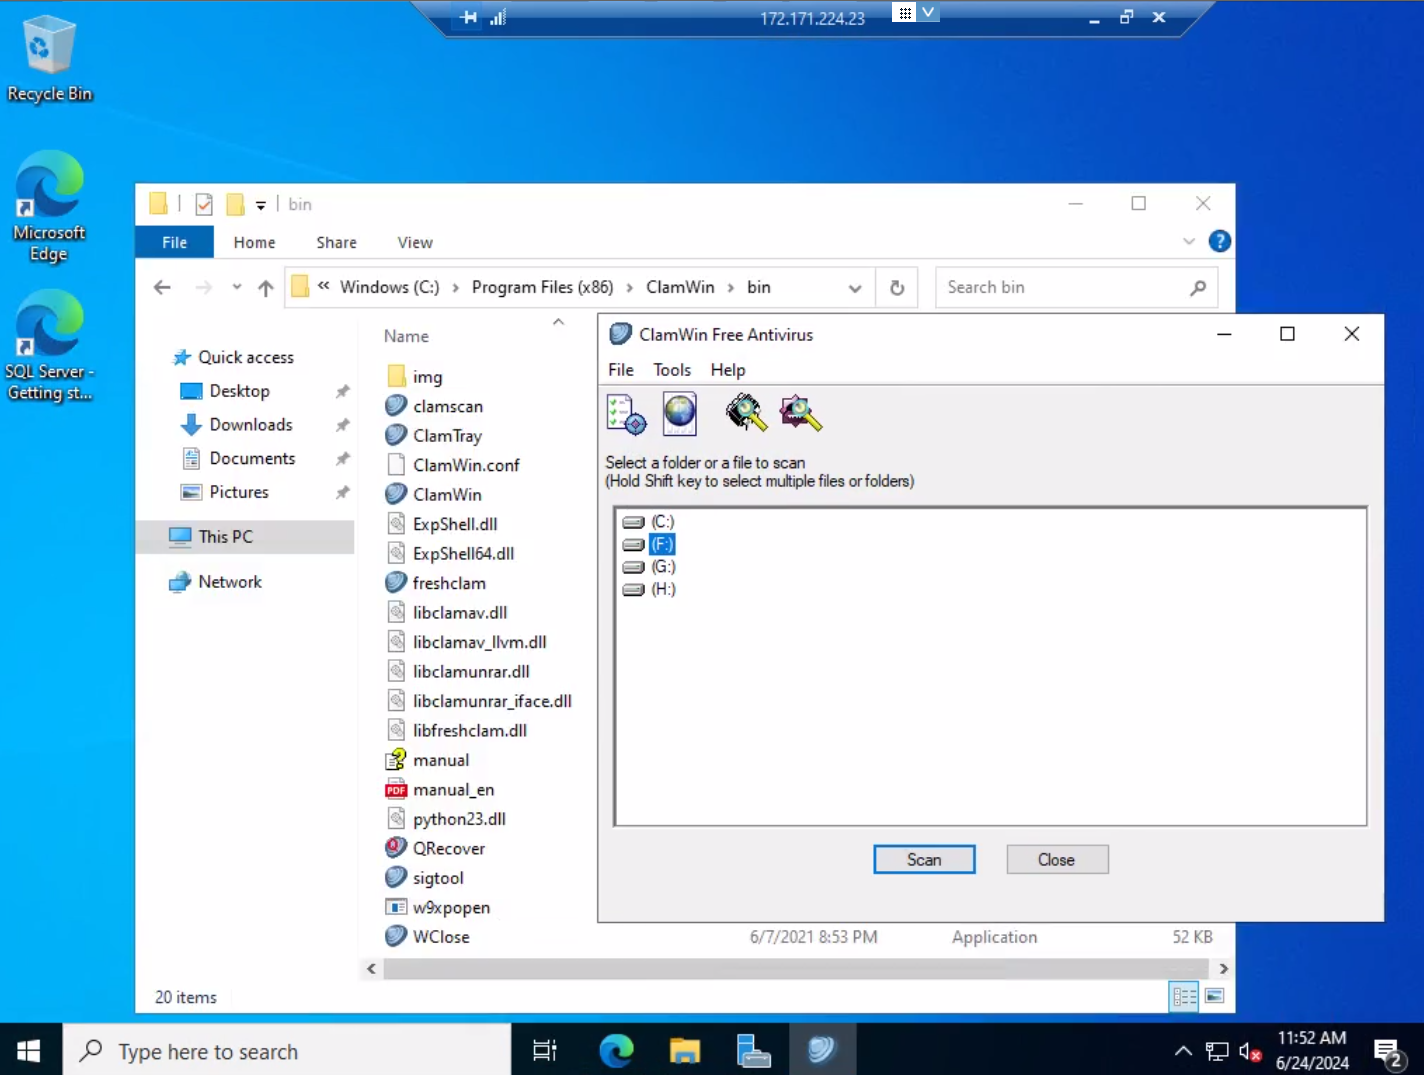 172.171.224.23
Recycle Bin
Microsoft
Edge
SQL Server -
Getting st...
bin
File Home Share View
« Windows (C:) › Program Files (x86) › ClamWin › bin
Search bin
Quick access
Desktop
Downloads
Documents
Pictures
This PC
Network
Name
img
clamscan
ClamTray
ClamWin.conf
ClamWin
ExpShell.dll
ExpShell64.dll
freshclam
libclamav.dll
libclamav_llvm.dll
libclamunrar.dll
libclamunrar_iface.dll
libfreshclam.dll
manual
manual_en
python23.dll
QRecover
sigtool
w9xpopen
WClose 6/7/2021 8:53 PM Application 52 KB
20 items
ClamWin Free Antivirus
File Tools Help
Select a folder or a file to scan
(Hold Shift key to select multiple files or folders)
(C:)
(F:)
(G:)
(H:)
Scan Close
Type here to search
11:52 AM
6/24/2024
2